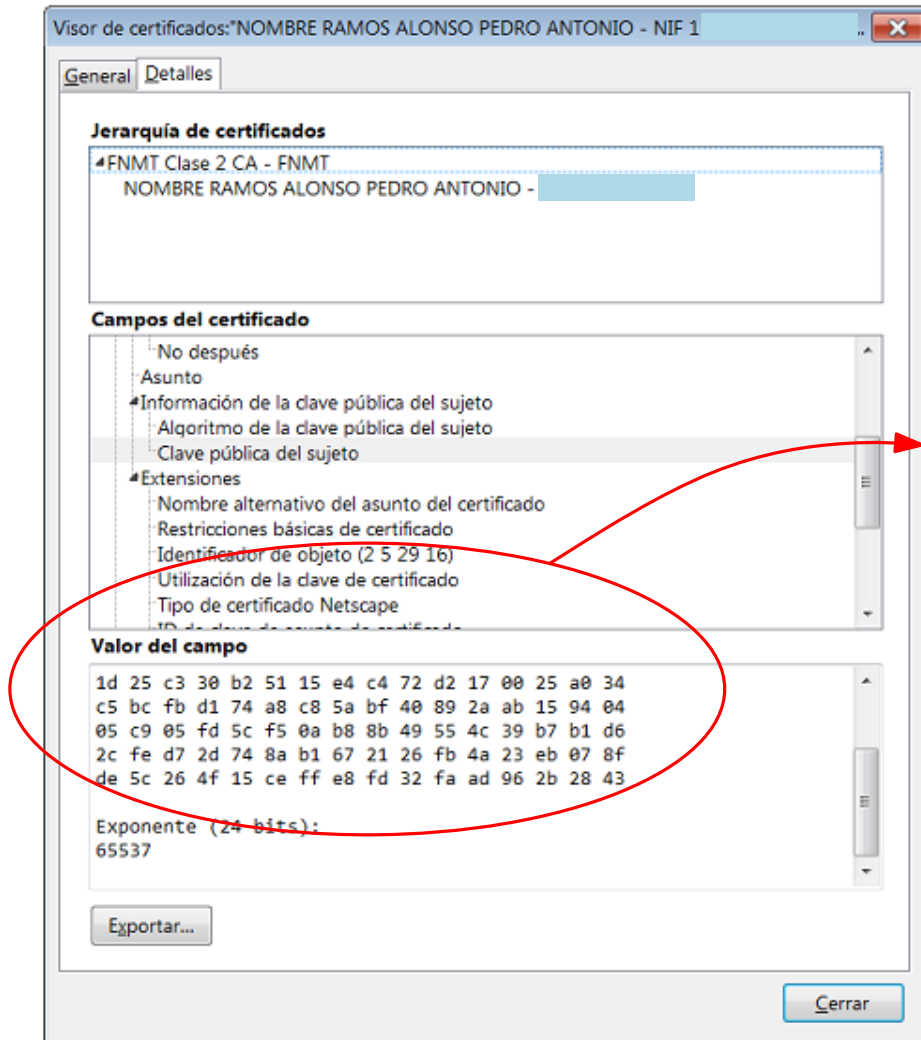 Visor de certificados:"NOMBRE RAMOS ALONSO PEDRO ANTONIO - NIF 1 ..
General Detalles
Jerarquía de certificados
FNMT Clase 2 CA - FNMT
NOMBRE RAMOS ALONSO PEDRO ANTONIO -
Campos del certificado
No después
Asunto
Información de la clave pública del sujeto
Algoritmo de la clave pública del sujeto
Clave pública del sujeto
Extensiones
Nombre alternativo del asunto del certificado
Restricciones básicas de certificado
Identificador de objeto (2 5 29 16)
Utilización de la clave de certificado
Tipo de certificado Netscape
ID de clave de asunto de certificado
Valor del campo
1d 25 c3 30 b2 51 15 e4 c4 72 d2 17 00 25 a0 34
c5 bc fb d1 74 a8 c8 5a bf 40 89 2a ab 15 94 04
05 c9 05 fd 5c f5 0a b8 8b 49 55 4c 39 b7 b1 d6
2c fe d7 2d 74 8a b1 67 21 26 fb 4a 23 eb 07 8f
de 5c 26 4f 15 ce ff e8 fd 32 fa ad 96 2b 28 43
Exponente (24 bits):
65537
Exportar...
Cerrar